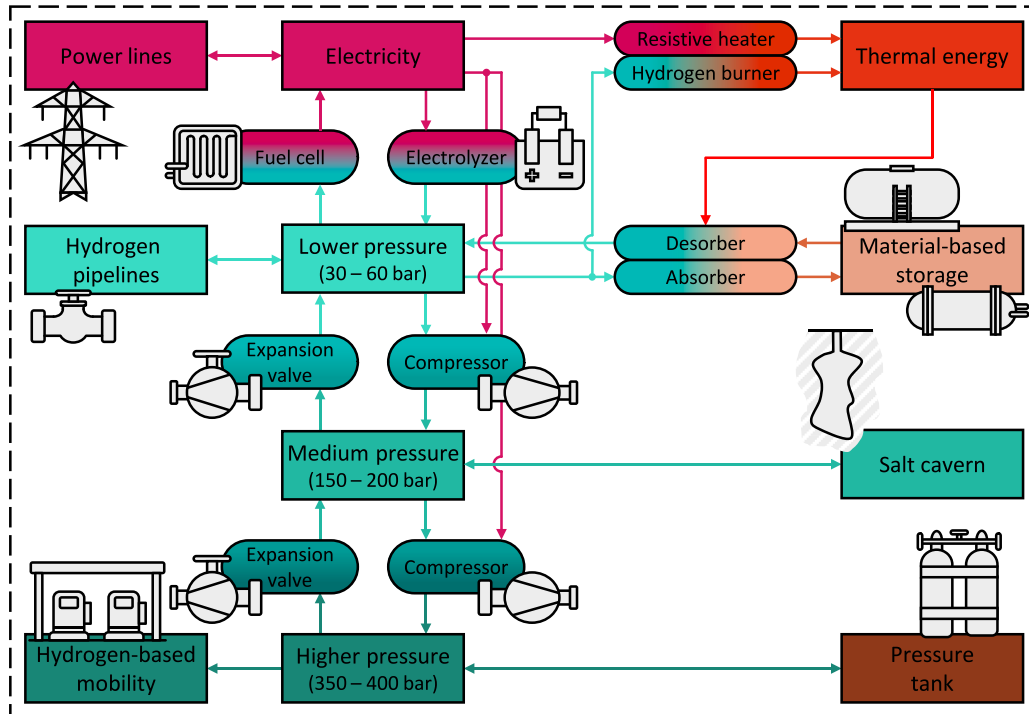 Power lines
Electricity
Resistive heater
Hydrogen burner
Thermal energy
Fuel cell
Electrolyzer
Hydrogen
pipelines
Lower pressure
(30 – 60 bar)
Desorber
Absorber
Material-based
storage
Expansion
valve
Compressor
Medium pressure
(150 – 200 bar)
Salt cavern
Expansion
valve
Compressor
Hydrogen-based
mobility
Higher pressure
(350 – 400 bar)
Pressure
tank